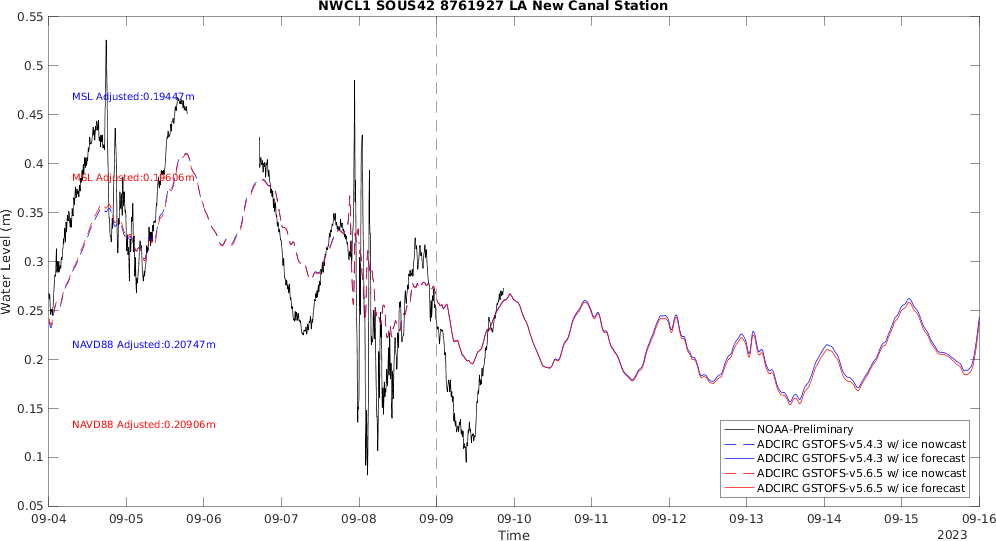 NWCL1 SOUS42 8761927 LA New Canal Station
0.55
0.5
0.45
0.4
0.35
0.3
0.25
0.2
0.15
0.1
0.05
Water Level (m)
MSL Adjusted:0.19447m
MSL Adjusted:0.19606m
NAVD88 Adjusted:0.20747m
NAVD88 Adjusted:0.20906m
NOAA-Preliminary
ADCIRC GSTOFS-v5.4.3 w/ ice nowcast
ADCIRC GSTOFS-v5.4.3 w/ ice forecast
ADCIRC GSTOFS-v5.6.5 w/ ice nowcast
ADCIRC GSTOFS-v5.6.5 w/ ice forecast
09-04 09-05 09-06 09-07 09-08 09-09 09-10 09-11 09-12 09-13 09-14 09-15 09-16
Time
2023